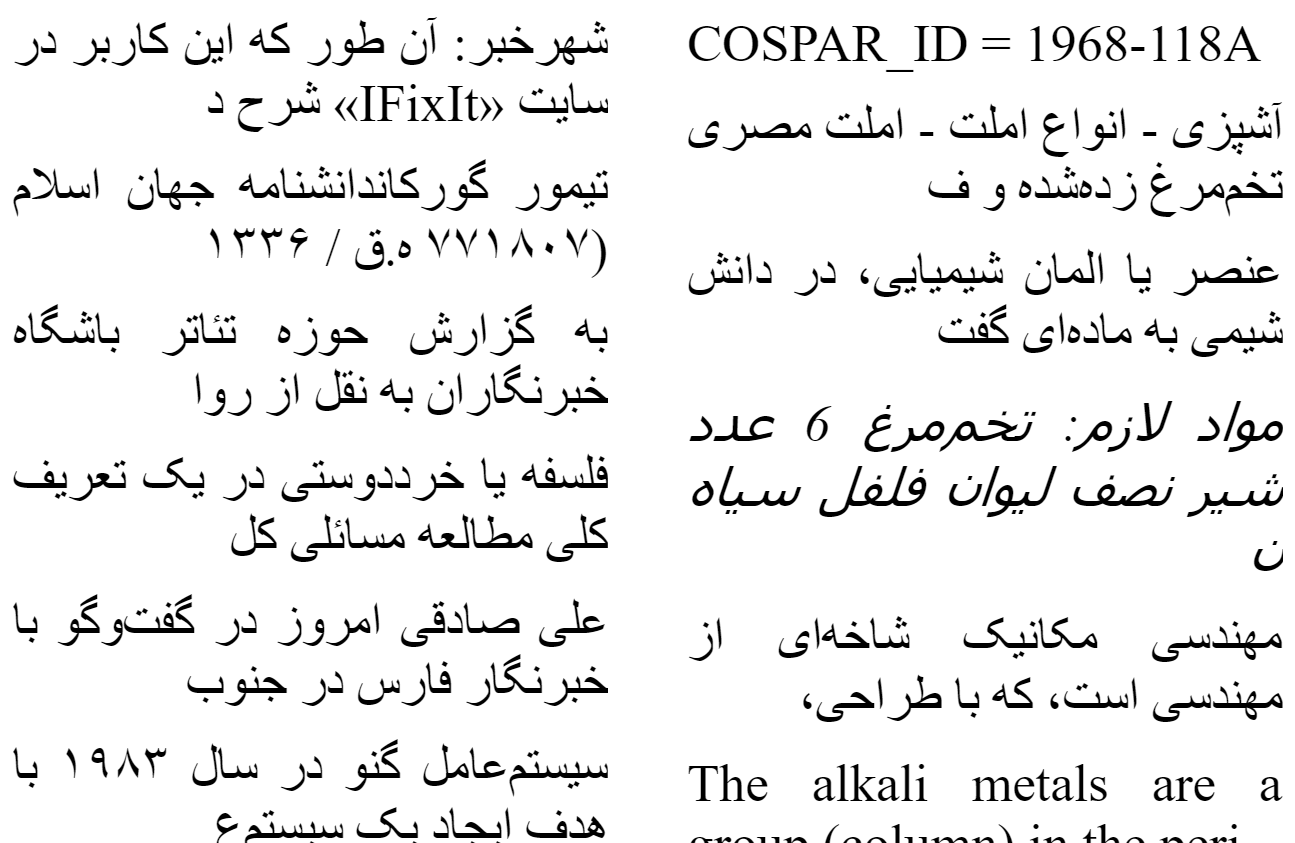 COSPAR_ID = 1968-118A
آشپزی - انواع املت - املت مصری
تخم‌مرغ زده‌شده و ف
عنصر یا المان شیمیایی، در دانش
شیمی به ماده‌ای گفت
مواد لازم: تخم‌مرغ 6 عدد
شیر نصف لیوان فلفل سیاه
ن
مهندسی مکانیک شاخه‌ای از
مهندسی است، که با طراحی،
The alkali metals are a
group (column) in the peri
شهرخبر: آن طور که این کاربر در
سایت «IFixIt» شرح د
تیمور گورکاندانشنامه جهان اسلام
(۷۷۱۸۰۷ ه.ق / ۱۳۳۶
به گزارش حوزه تئاتر باشگاه
خبرنگاران به نقل از روا
فلسفه یا خرددوستی در یک تعریف
کلی مطالعه مسائلی کل
علی صادقی امروز در گفت‌وگو با
خبرنگار فارس در جنوب
سیستم‌عامل گنو در سال ۱۹۸۳ با
هدف ایجاد یک سیستم‌ع